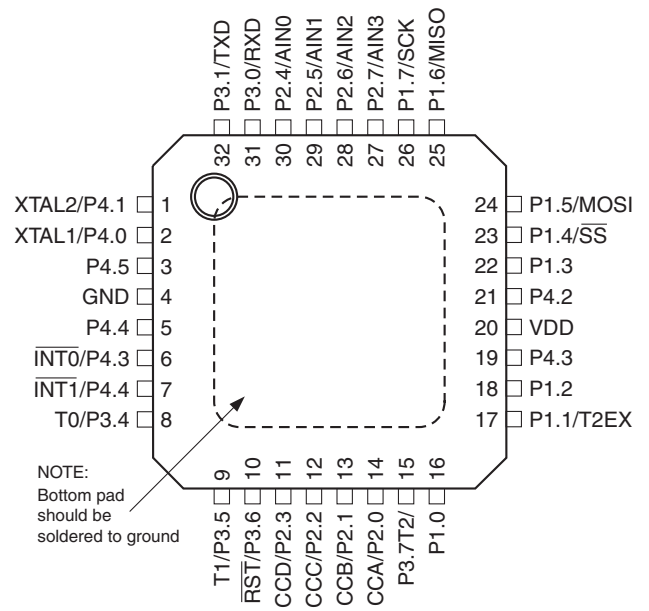 P3.1/TXD
P3.0/RXD
P2.4/AIN0
P2.5/AIN1
P2.6/AIN2
P2.7/AIN3
P1.7/SCK
P1.6/MISO
32 31 30 29 28 27 26 25
XTAL2/P4.1 1
XTAL1/P4.0 2
P4.5 3
GND 4
P4.4 5
INT0/P4.3 6
INT1/P4.4 7
T0/P3.4 8
24 P1.5/MOSI
23 P1.4/SS
22 P1.3
21 P4.2
20 VDD
19 P4.3
18 P1.2
17 P1.1/T2EX
NOTE:
Bottom pad
should be
soldered to ground
9 10 11 12 13 14 15 16
T1/P3.5
RST/P3.6
CCD/P2.3
CCC/P2.2
CCB/P2.1
CCA/P2.0
P3.7T2/
P1.0